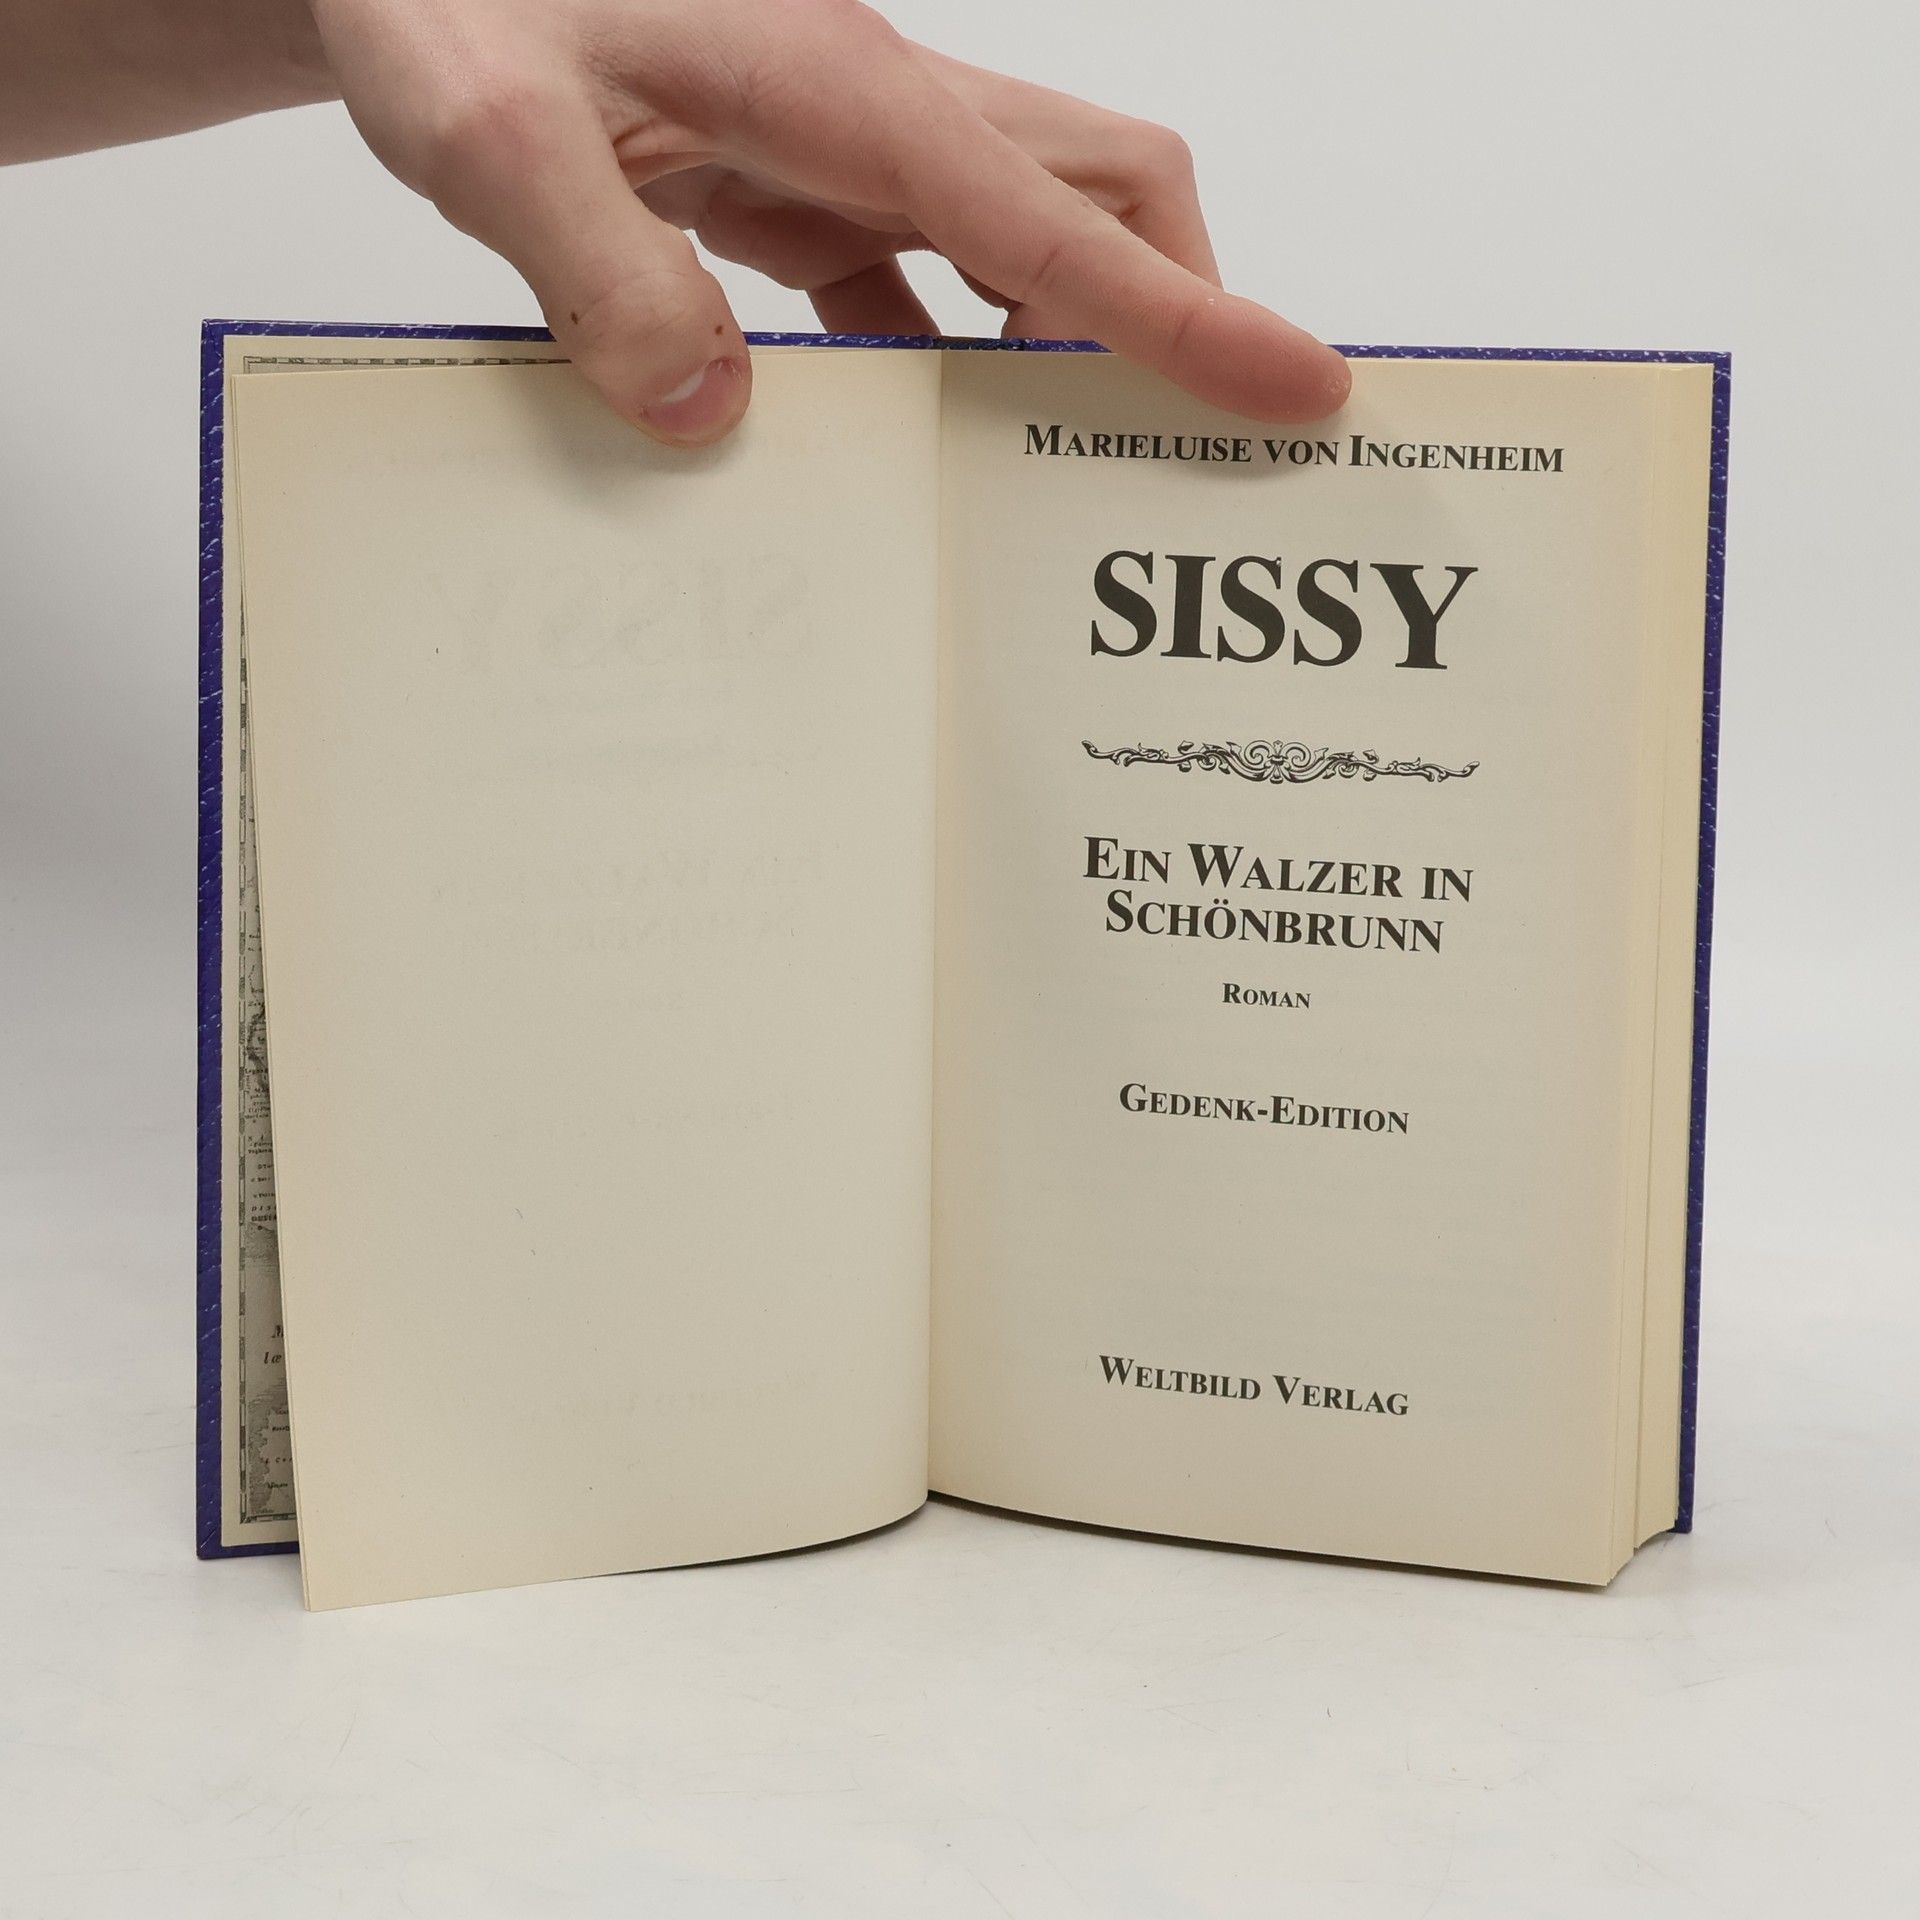 MARIELUISE VON INGENHEIM
SISSY
EIN WALZER IN
SCHÖNBRUNN
ROMAN
GEDENK-EDITION
WELTBILD VERLAG